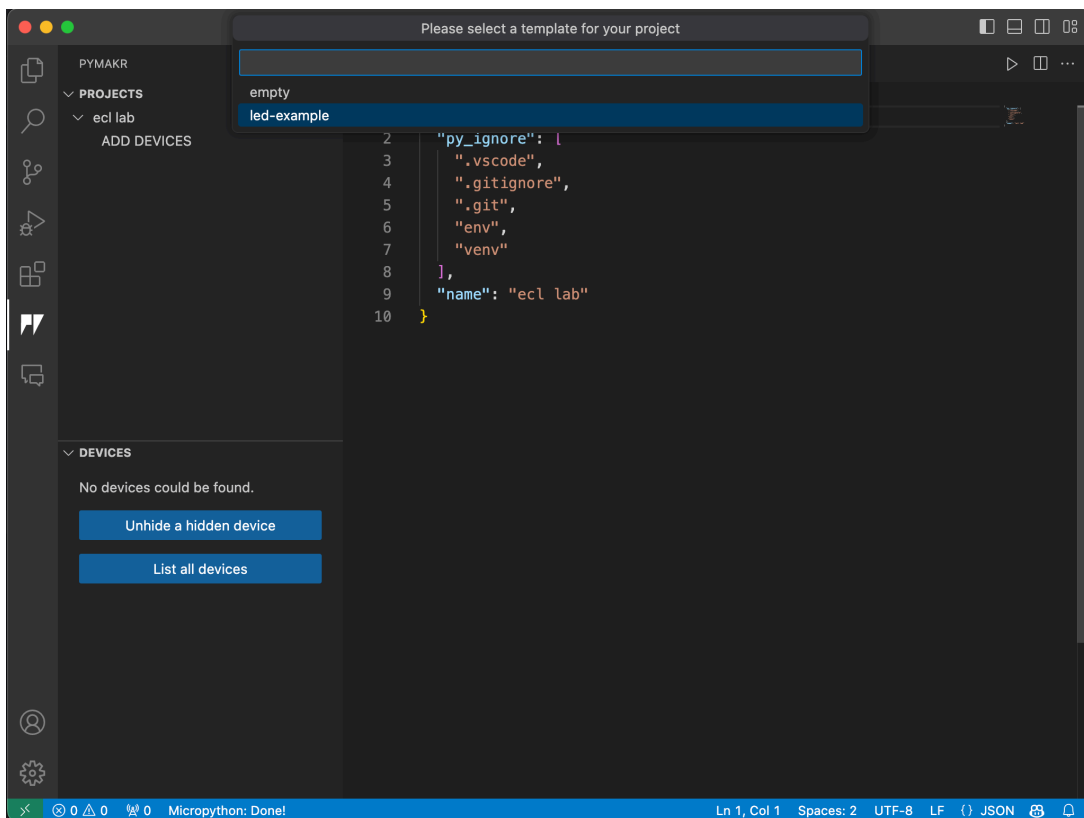 Please select a template for your project
PYMAKR
PROJECTS
ecl lab
ADD DEVICES
empty
led-example
2 "py_ignore": [
3 ".vscode",
4 ".gitignore",
5 ".git",
6 "env",
7 "venv"
8 ],
9 "name": "ecl lab"
10 }
DEVICES
No devices could be found.
Unhide a hidden device
List all devices
0 0 0 Micropython: Done! Ln 1, Col 1 Spaces: 2 UTF-8 LF {} JSON